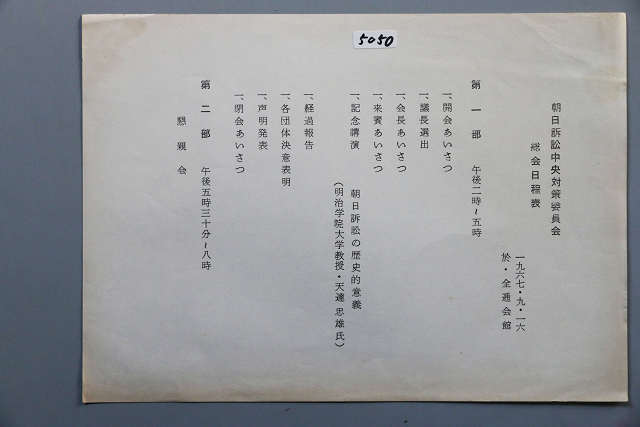 5050
朝日訴訟中央対策委員会
総会日程表
一九六七・九・一六
於・全逓会館
第一部 午後二時~五時
一、開会あいさつ
一、議長選出
一、会長あいさつ
一、来賓あいさつ
一、記念講演 朝日訴訟の歴史的意義
(明治学院大学教授・天達忠雄氏)
一、経過報告
一、各団体決意表明
一、声明発表
一、閉会あいさつ
第二部 午後五時三十分~八時
懇親会